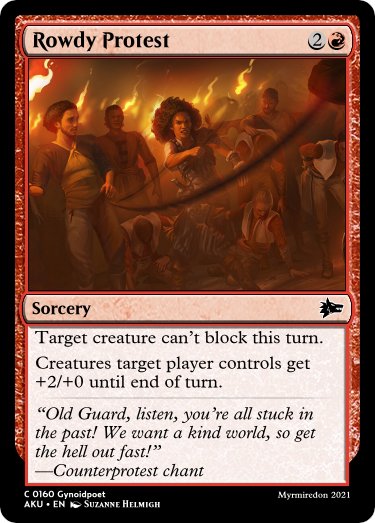 Rowdy Protest 2
Sorcery
Target creature can't block this turn.
Creatures target player controls get
+2/+0 until end of turn.
“Old Guard, listen, you're all stuck in
the past! We want a kind world, so get
the hell out fast!”
—Counterprotest chant
C 0160 Gynoidpoet
AKU • EN Suzanne Helmigh
Myrmiredon 2021